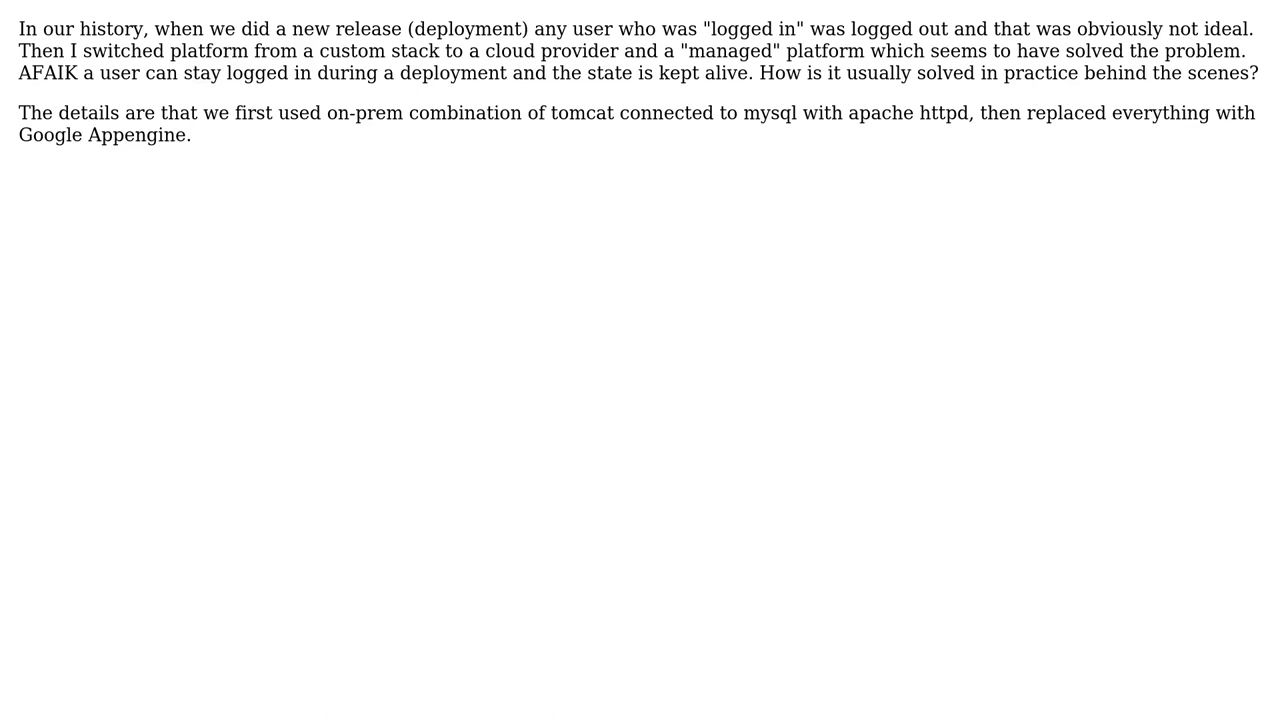 In our history, when we did a new release (deployment) any user who was "logged in" was logged out and that was obviously not ideal.
Then I switched platform from a custom stack to a cloud provider and a "managed" platform which seems to have solved the problem.
AFAIK a user can stay logged in during a deployment and the state is kept alive. How is it usually solved in practice behind the scenes?
The details are that we first used on-prem combination of tomcat connected to mysql with apache httpd, then replaced everything with
Google Appengine.